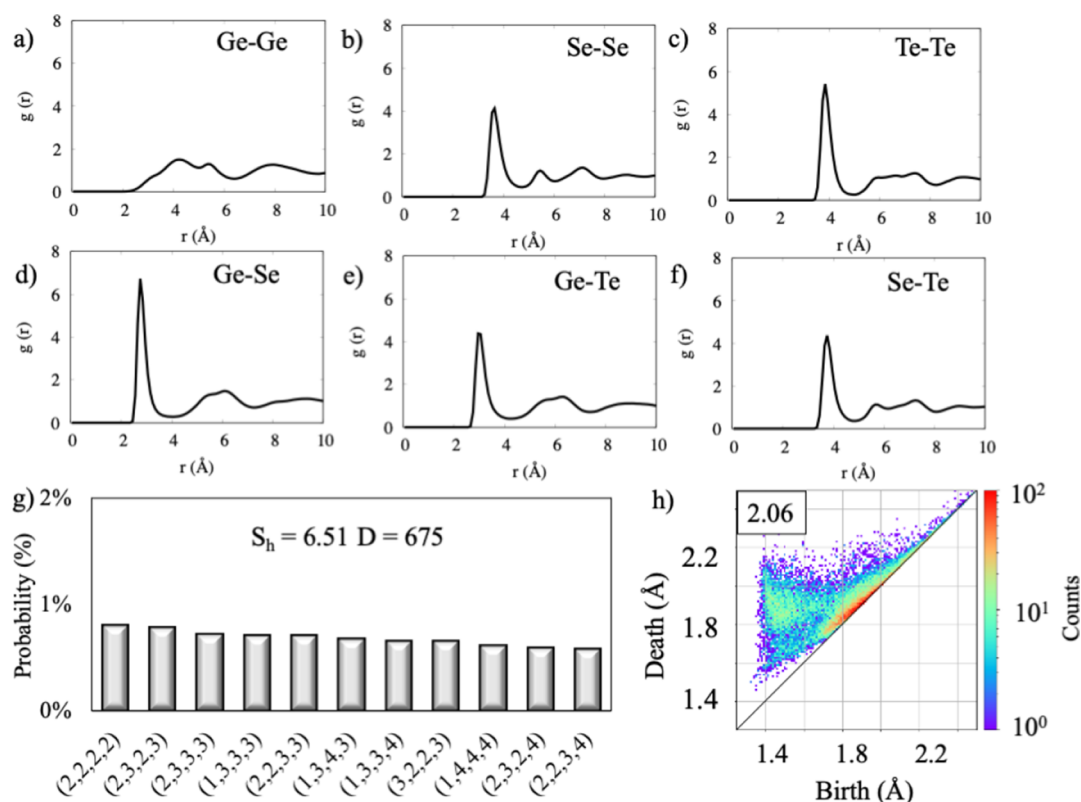 a)
Ge-Ge
8
6
4
2
0
g (r)
0 2 4 6 8 10
r (Å)
b)
Se-Se
8
6
4
2
0
g (r)
0 2 4 6 8 10
r (Å)
c)
Te-Te
8
6
4
2
0
g (r)
0 2 4 6 8 10
r (Å)
d)
Ge-Se
8
6
4
2
0
g (r)
0 2 4 6 8 10
r (Å)
e)
Ge-Te
8
6
4
2
0
g (r)
0 2 4 6 8 10
r (Å)
f)
Se-Te
8
6
4
2
0
g (r)
0 2 4 6 8 10
r (Å)
g)
2%
1%
0%
Probability (%)
Sₕ = 6.51 D = 675
(2,2,2,2)
(2,3,2,3)
(2,3,3,3)
(1,3,3,3)
(2,2,3,3)
(1,3,4,3)
(1,3,3,4)
(3,2,2,3)
(1,4,4,4)
(2,3,2,4)
(2,2,3,4)
h)
2.06
2.2
1.8
1.4
Death (Å)
1.4 1.8 2.2
Birth (Å)
10²
10¹
10⁰
Counts